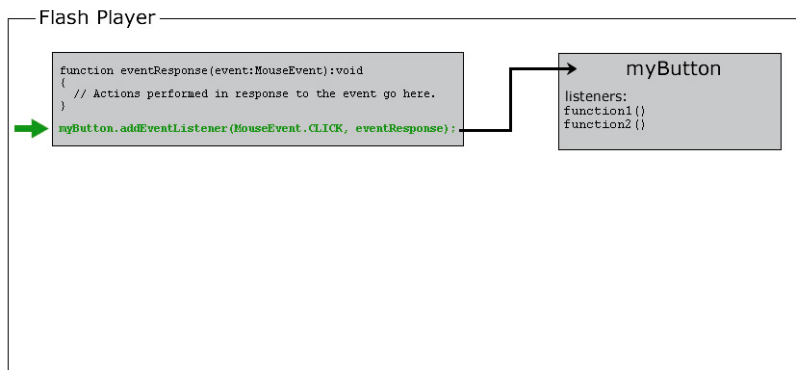 Flash Player
function eventResponse(event:MouseEvent):void
{
// Actions performed in response to the event go here.
}
myButton.addEventListener(MouseEvent.CLICK, eventResponse);
myButton
listeners:
function1()
function2()